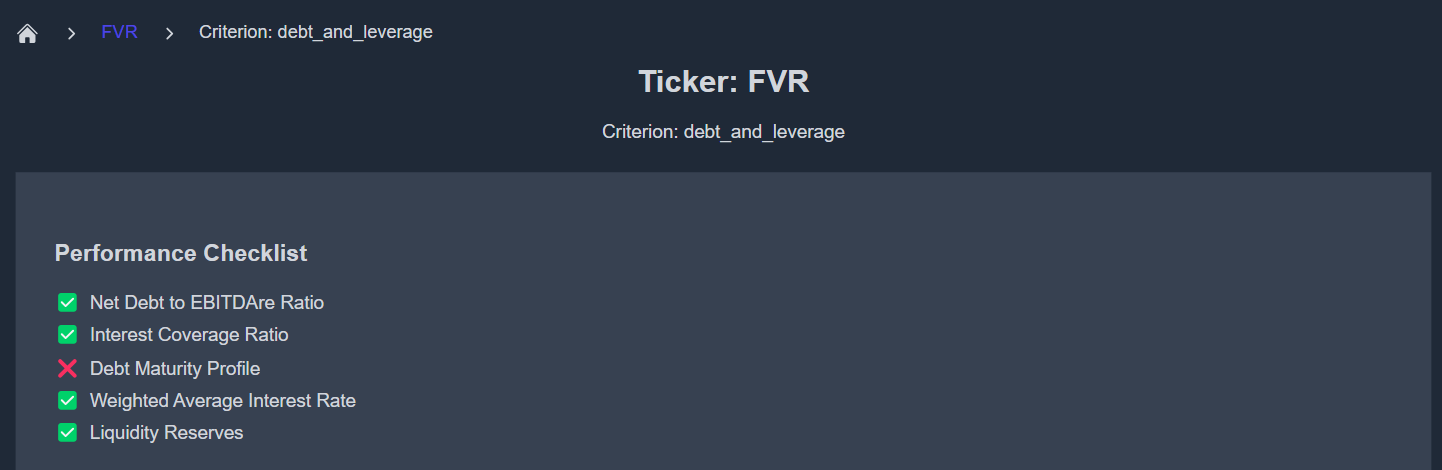 FVR Criterion: debt_and_leverage
Ticker: FVR
Criterion: debt_and_leverage
Performance Checklist
Net Debt to EBITDAre Ratio
Interest Coverage Ratio
Debt Maturity Profile
Weighted Average Interest Rate
Liquidity Reserves